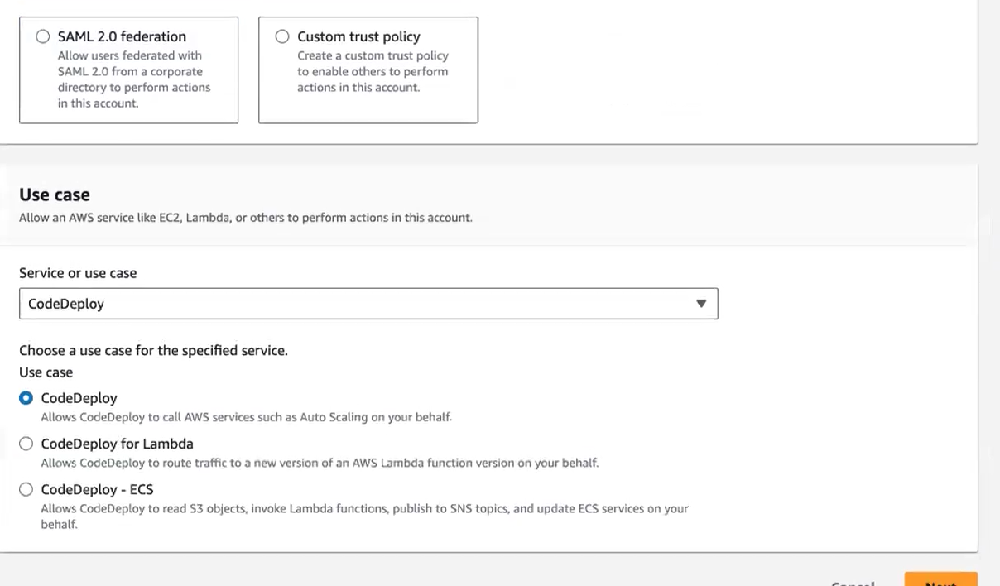 SAML 2.0 federation
Allow users federated with
SAML 2.0 from a corporate
directory to perform actions
in this account.
Custom trust policy
Create a custom trust policy
to enable others to perform
actions in this account.
Use case
Allow an AWS service like EC2, Lambda, or others to perform actions in this account.
Service or use case
CodeDeploy
Choose a use case for the specified service.
Use case
CodeDeploy
Allows CodeDeploy to call AWS services such as Auto Scaling on your behalf.
CodeDeploy for Lambda
Allows CodeDeploy to route traffic to a new version of an AWS Lambda function version on your behalf.
CodeDeploy - ECS
Allows CodeDeploy to read S3 objects, invoke Lambda functions, publish to SNS topics, and update ECS services on your
behalf.
Cancel
Next